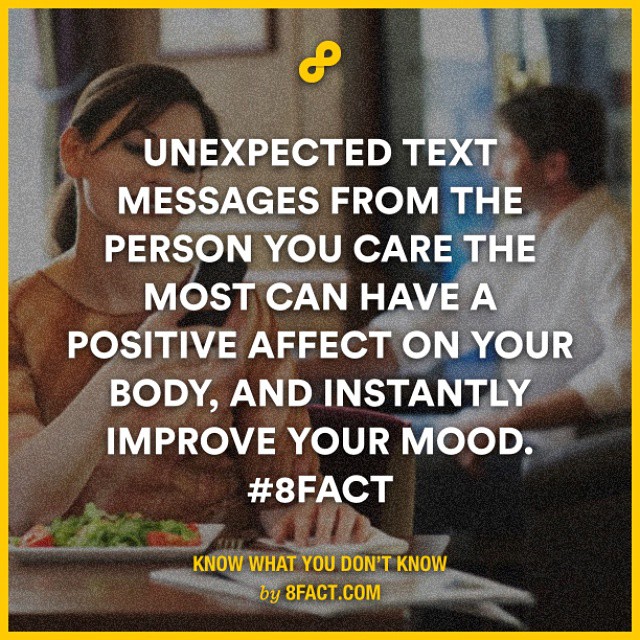 UNEXPECTED TEXT
MESSAGES FROM THE
PERSON YOU CARE THE
MOST CAN HAVE A
POSITIVE AFFECT ON YOUR
BODY, AND INSTANTLY
IMPROVE YOUR MOOD.
#8FACT
KNOW WHAT YOU DON'T KNOW
by 8FACT.COM